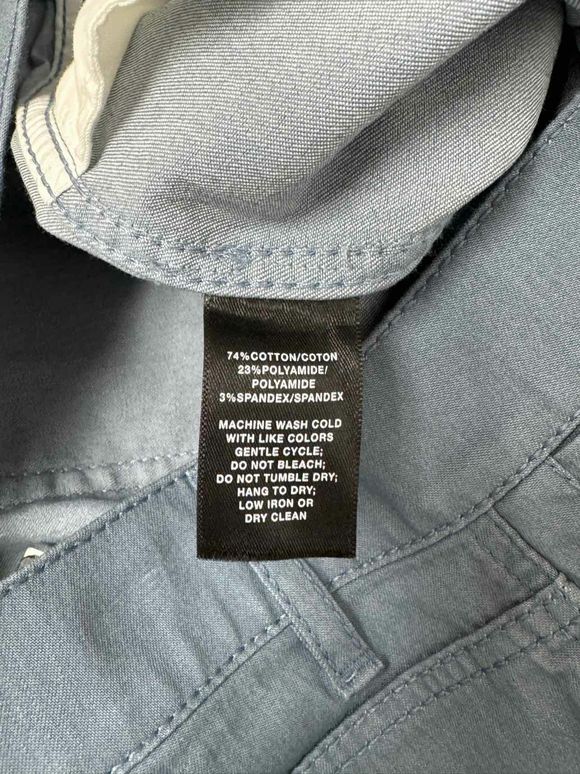 74%COTTON/COTON
23%POLYAMIDE/
POLYAMIDE
3%SPANDEX/SPANDEX
MACHINE WASH COLD
WITH LIKE COLORS
GENTLE CYCLE;
DO NOT BLEACH;
DO NOT TUMBLE DRY;
HANG TO DRY;
LOW IRON OR
DRY CLEAN